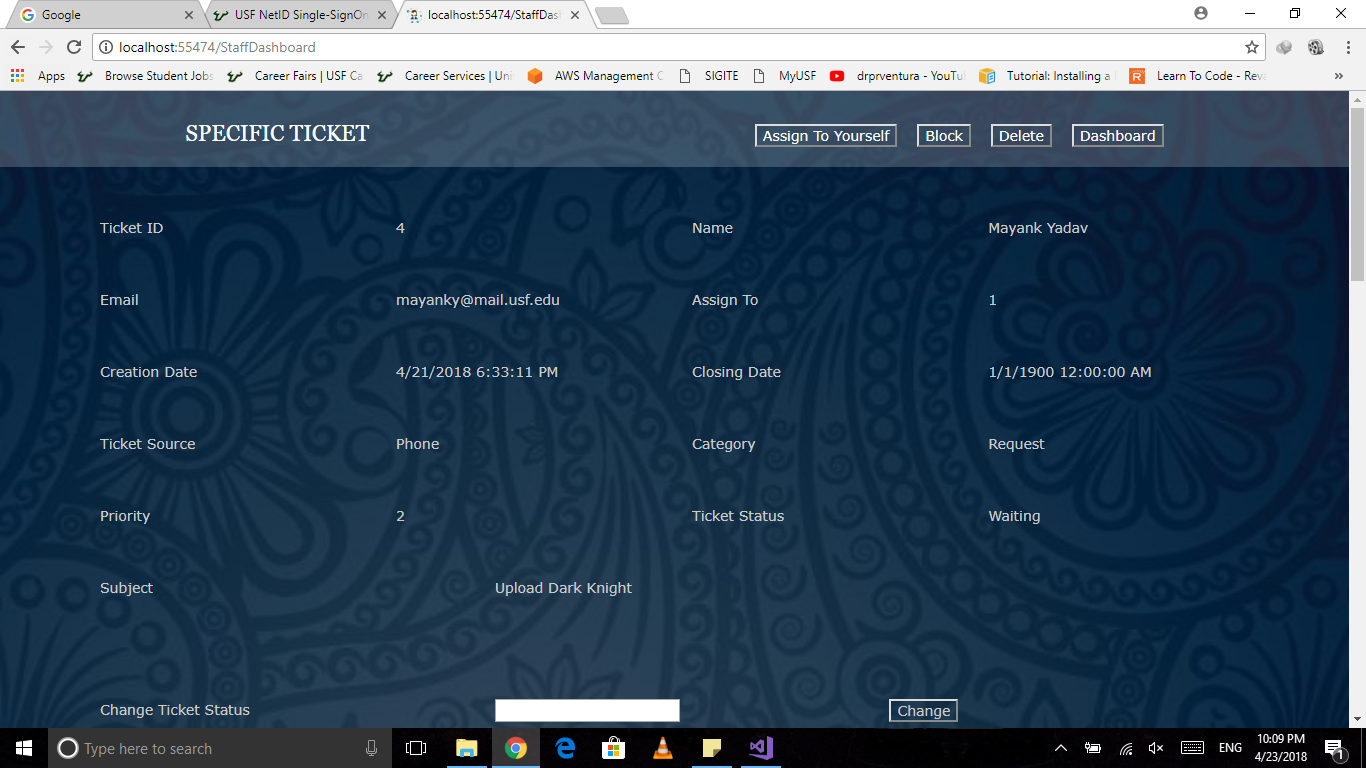 Google
USF NetID Single-SignOn
localhost:55474/StaffDas
localhost:55474/StaffDashboard
Apps Browse Student Jobs Career Fairs | USF Ca Career Services | Uni AWS Management C SIGITE MyUSF drprventura - YouTu Tutorial: Installing a Learn To Code - Reva »
SPECIFIC TICKET Assign To Yourself Block Delete Dashboard
Ticket ID 4 Name Mayank Yadav
Email mayanky@mail.usf.edu Assign To 1
Creation Date 4/21/2018 6:33:11 PM Closing Date 1/1/1900 12:00:00 AM
Ticket Source Phone Category Request
Priority 2 Ticket Status Waiting
Subject Upload Dark Knight
Change Ticket Status Change
Type here to search
ENG
10:09 PM
4/23/2018
1